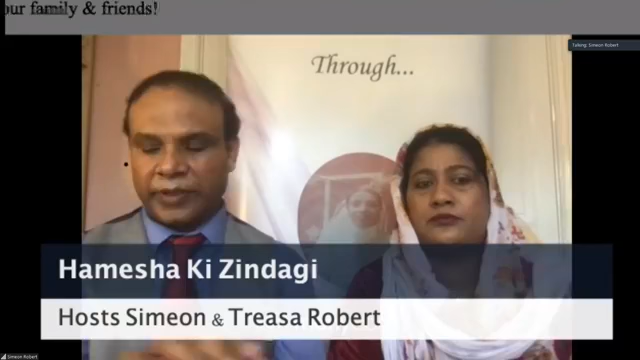 our family & friends!
Talking: Simeon Robert
Through...
Hamesha Ki Zindagi
Hosts Simeon & Treasa Robert
Simeon Robert